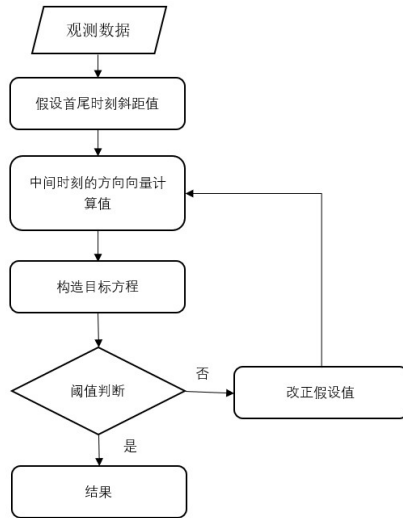 观测数据
假设首尾时刻斜距值
中间时刻的方向向量计
算值
构造目标方程
阈值判断
否
改正假设值
是
结果